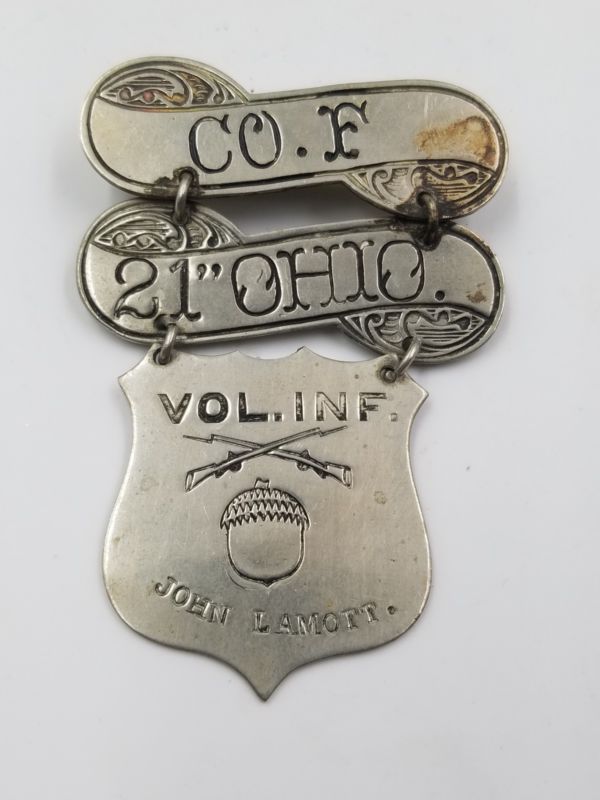 CO. F
21" OHIO.
VOL. INF.
JOHN LAMOTT.